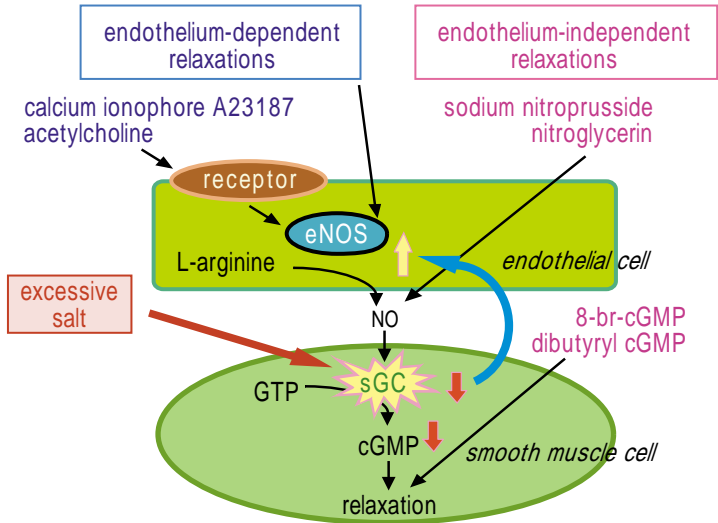 endothelium-dependent
relaxations
endothelium-independent
relaxations
calcium ionophore A23187
acetylcholine
sodium nitroprusside
nitroglycerin
receptor
eNOS
L-arginine
endothelial cell
excessive
salt
NO
8-br-cGMP
dibutyryl cGMP
GTP
sGC
cGMP
smooth muscle cell
relaxation